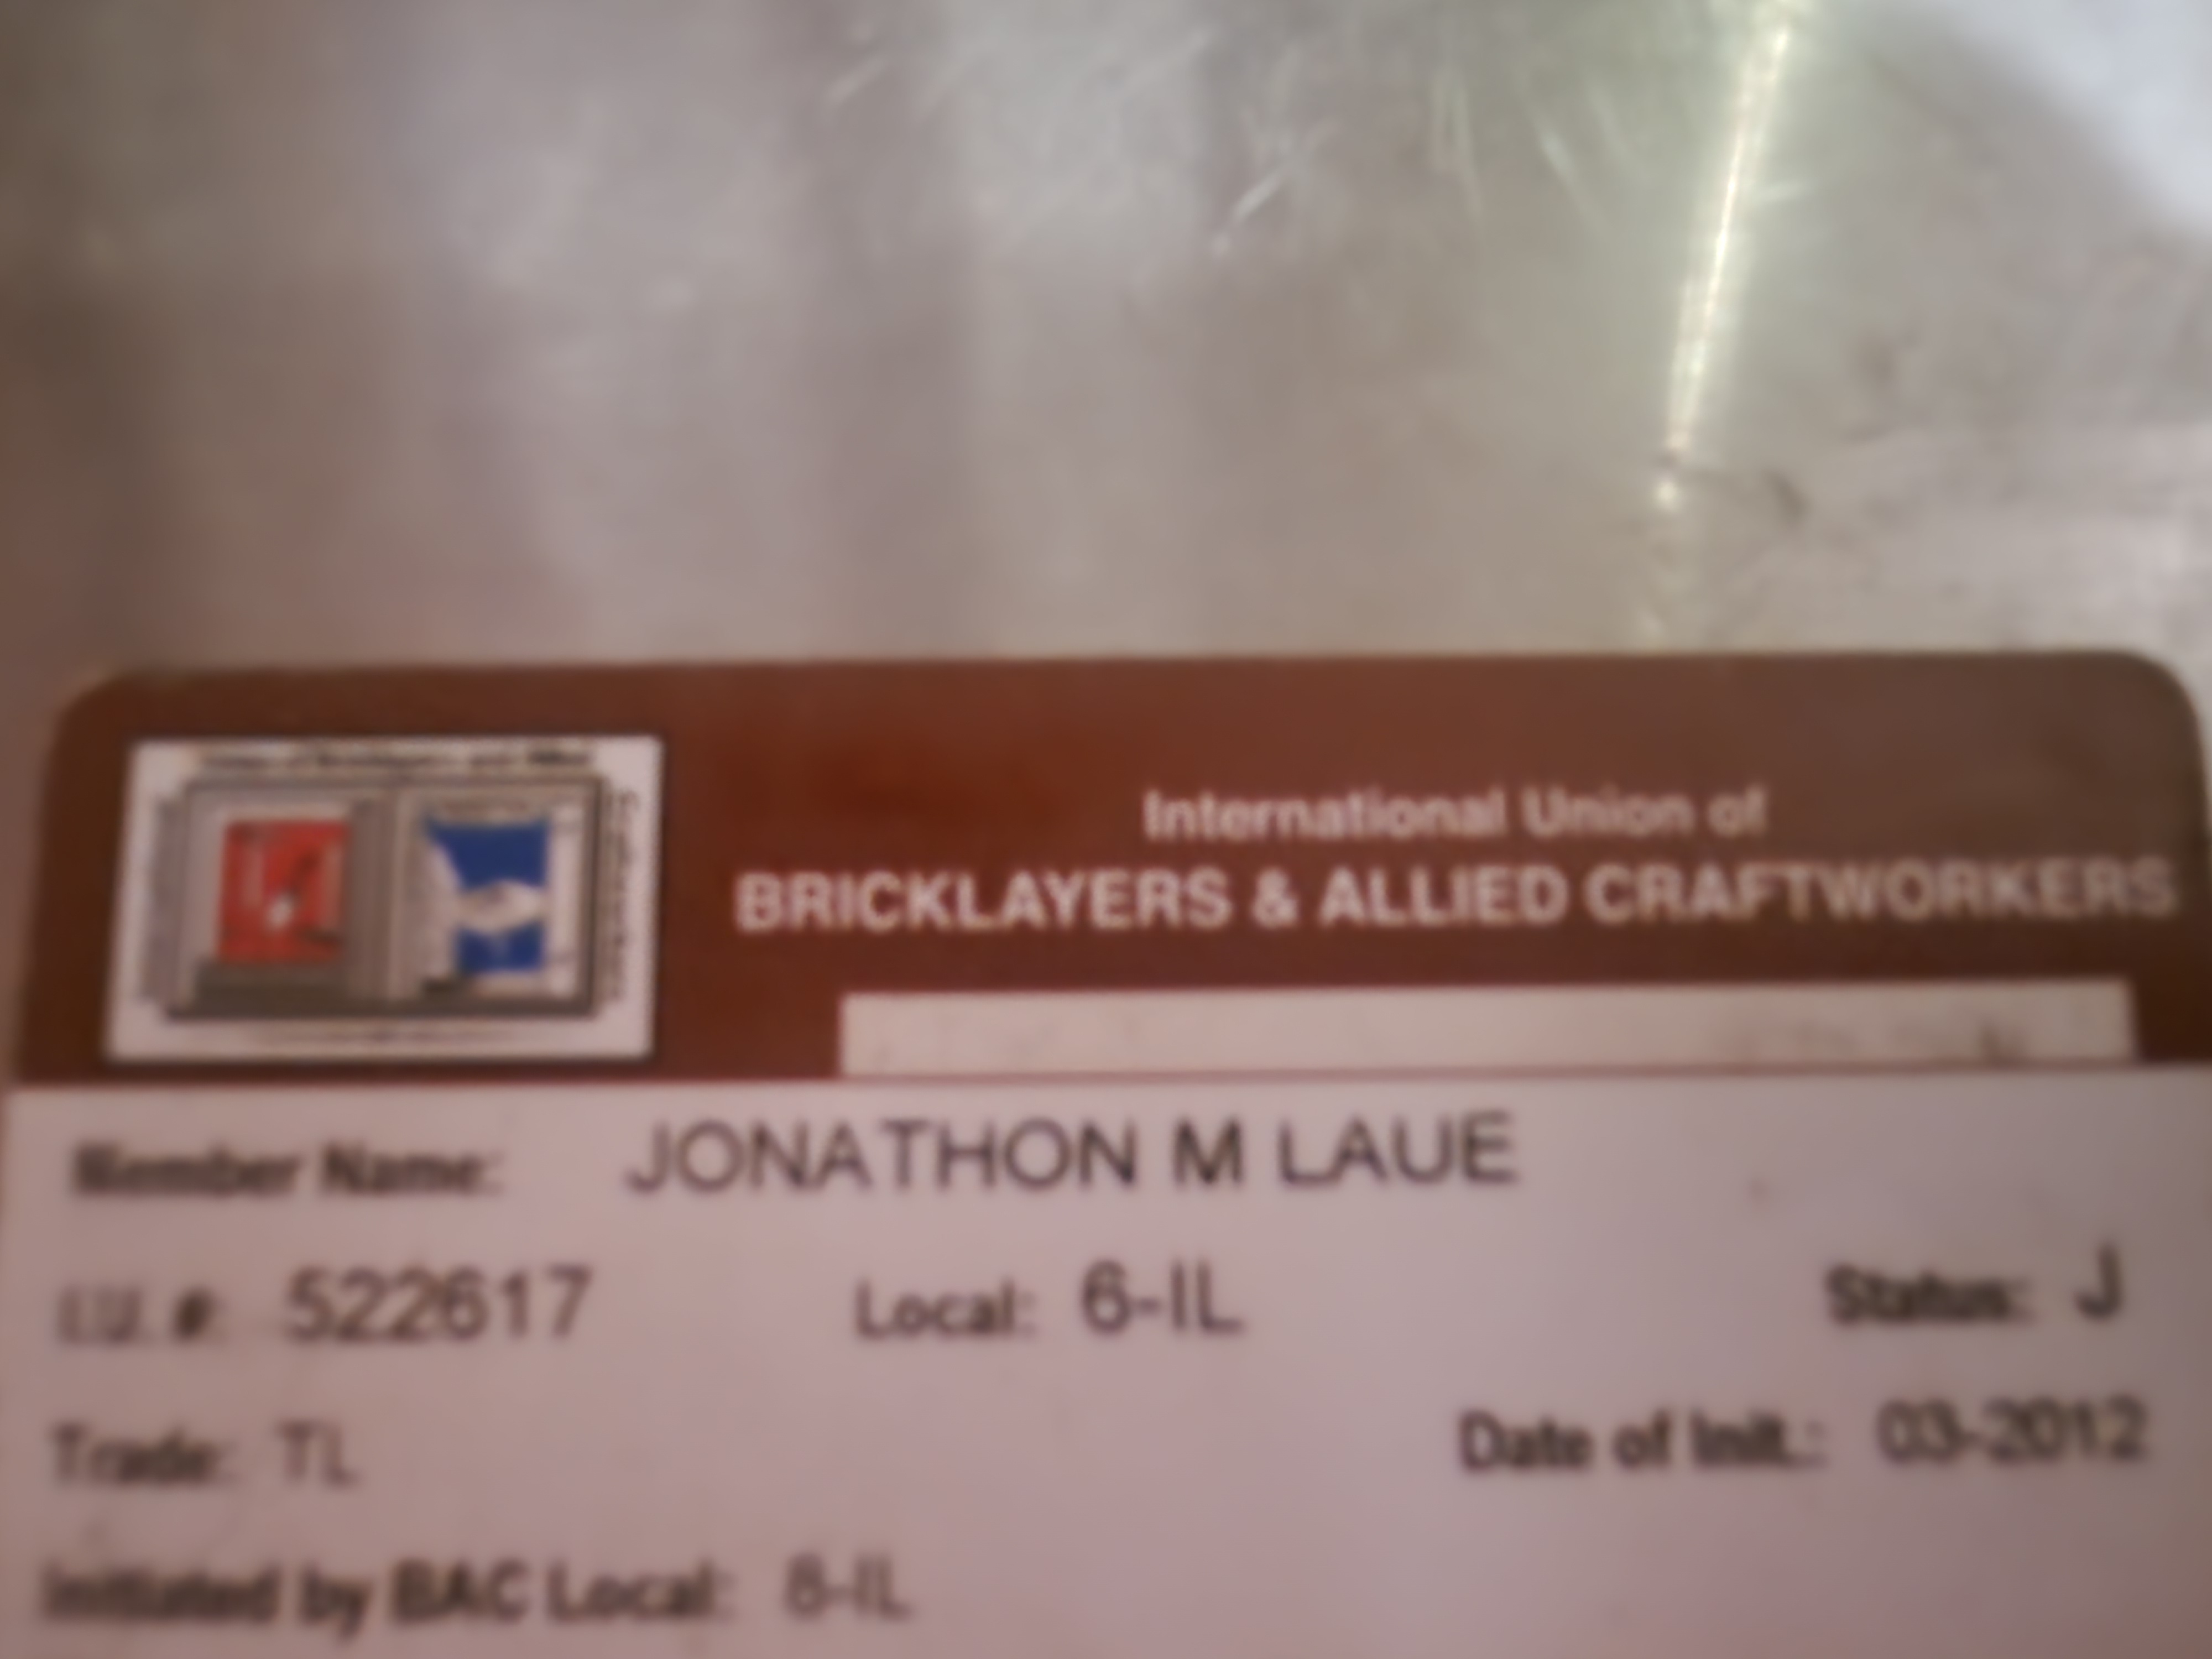 International Union of
BRICKLAYERS & ALLIED CRAFTWORKERS
Member Name: JONATHON M LAUE
I.U. #: 522617 Local: 6-IL Status: J
Trade: TL Date of Init.: 03-2012
Initiated by BAC Local: 8-IL